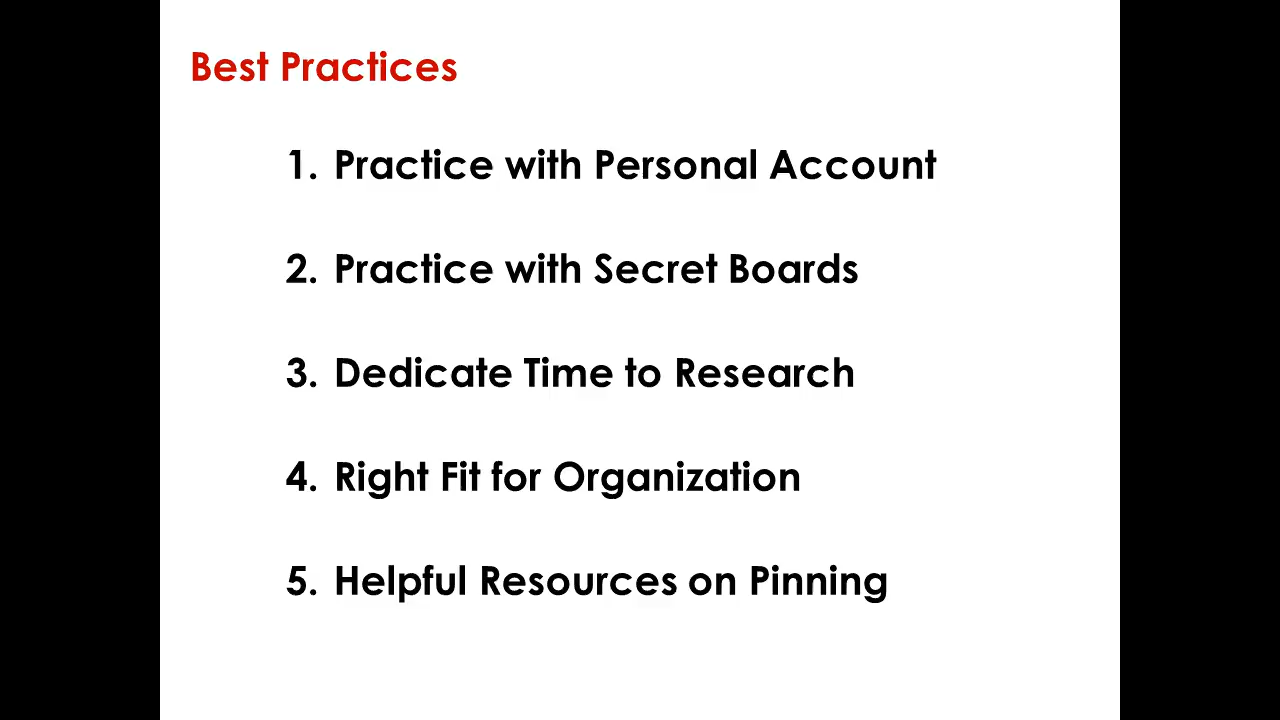 Best Practices
1. Practice with Personal Account
2. Practice with Secret Boards
3. Dedicate Time to Research
4. Right Fit for Organization
5. Helpful Resources on Pinning